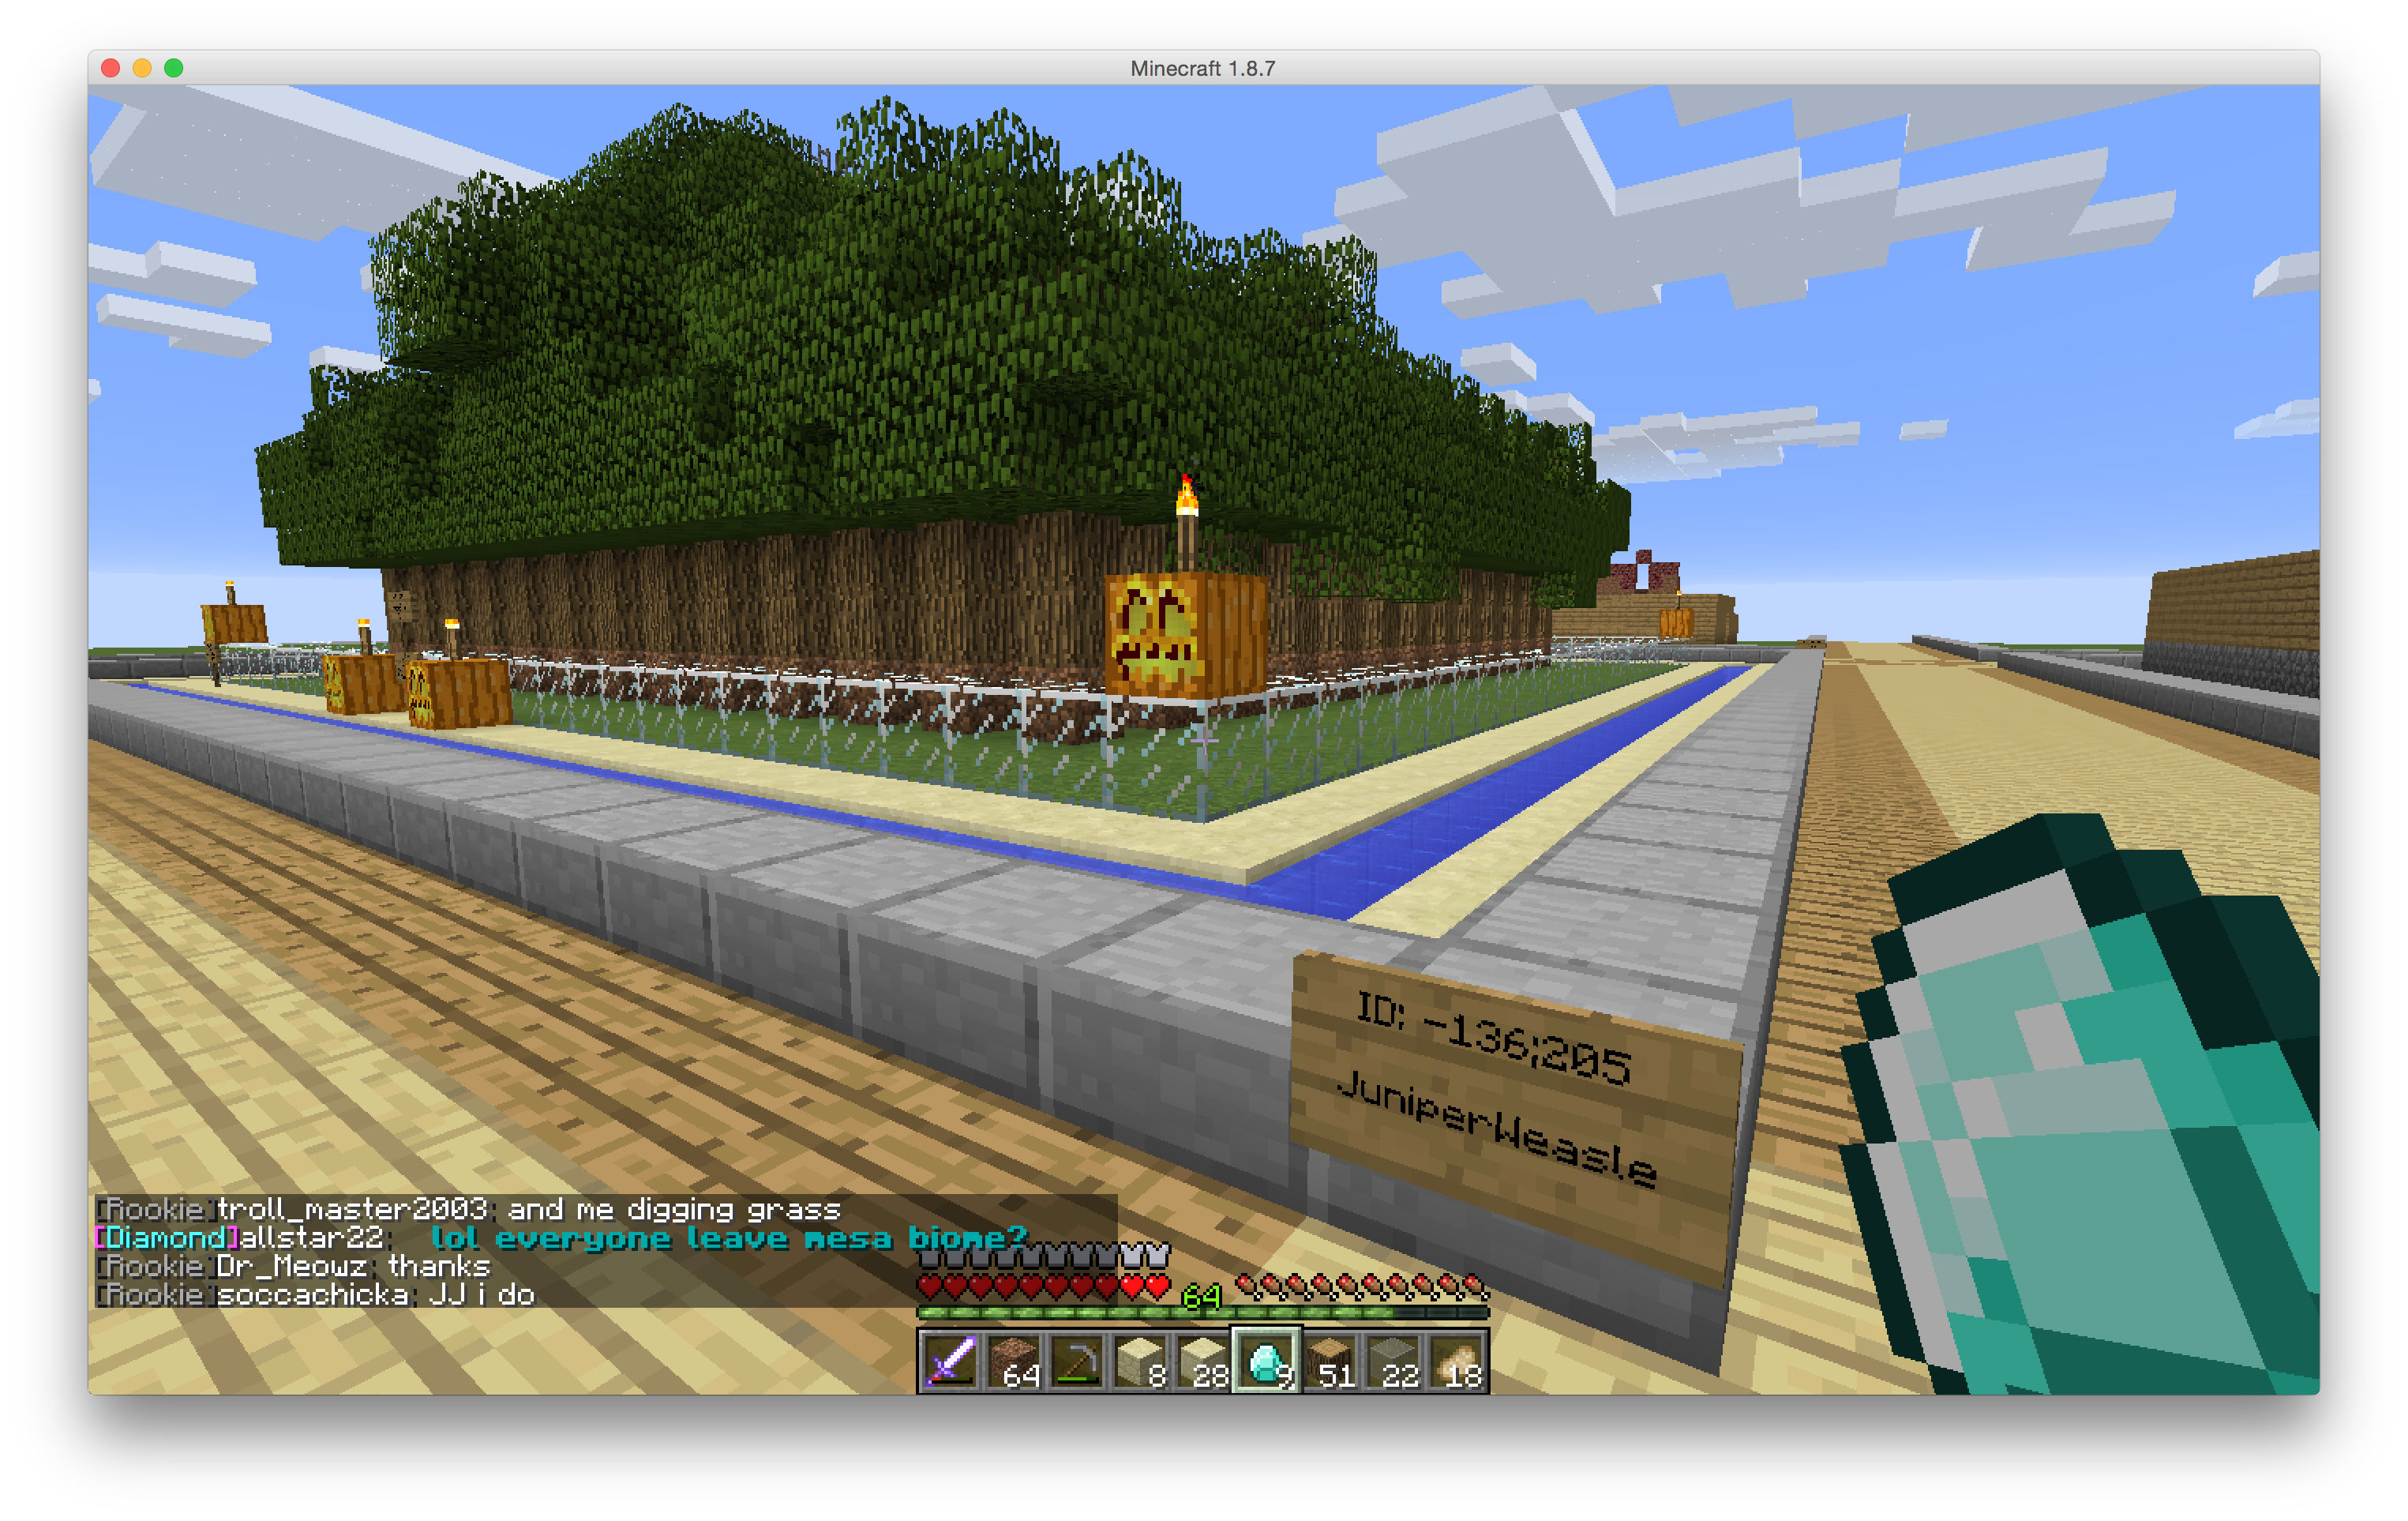 Minecraft 1.8.7
ID: -136;205
JuniperWeasle
[Rookie]troll_master2003: and me digging grass
[Diamond]allstar22: lol everyone leave mesa biome?
[Rookie]Dr_Meowz: thanks
[Rookie]soccachicka: JJ i do
64
64 8 28 9 51 22 18